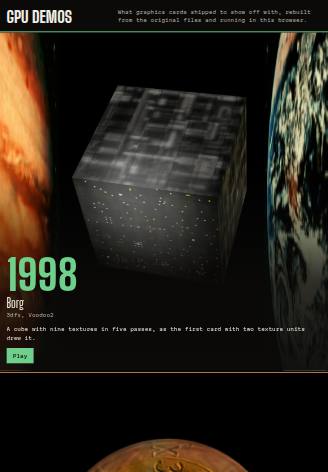 GPU DEMOS
What graphics cards shipped to show off with, rebuilt
from the original files and running in this browser.
1998
Borg
3dfx, Voodoo2
A cube with nine textures in five passes, as the first card with two texture units
drew it.
Play